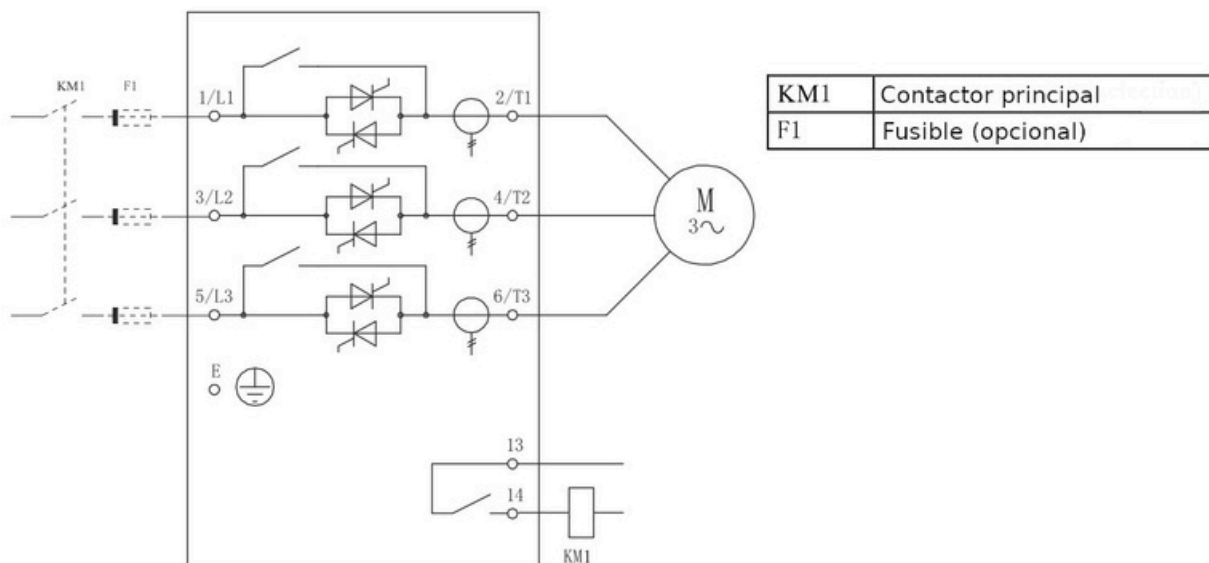 KM1 F1
1/L1 2/T1
3/L2 4/T2
5/L3 6/T3
M
3~
E
13
14
KM1
KM1 Contactor principal
F1 Fusible (opcional)